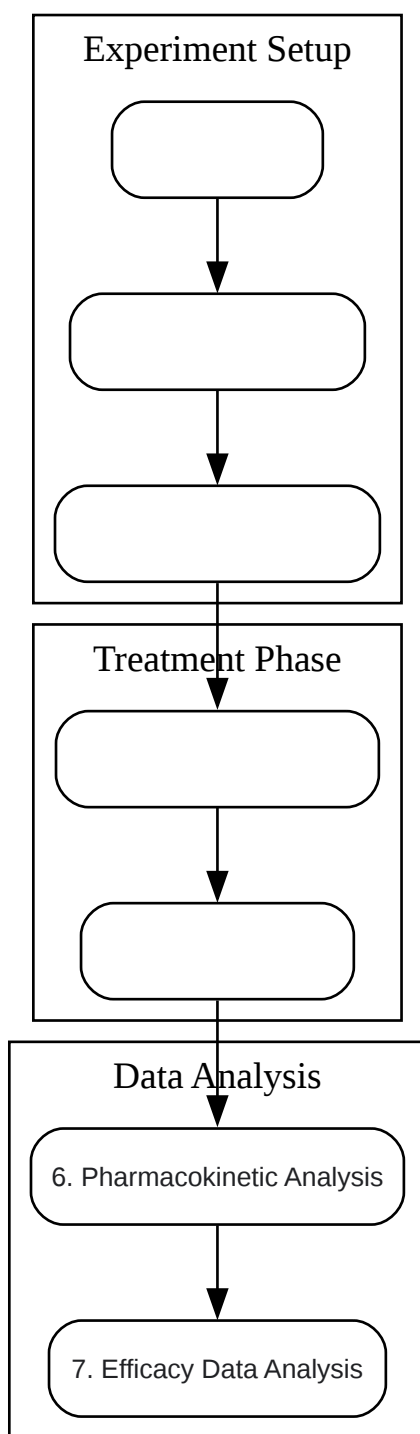 Experiment Setup
Treatment Phase
Data Analysis
6. Pharmacokinetic Analysis
7. Efficacy Data Analysis